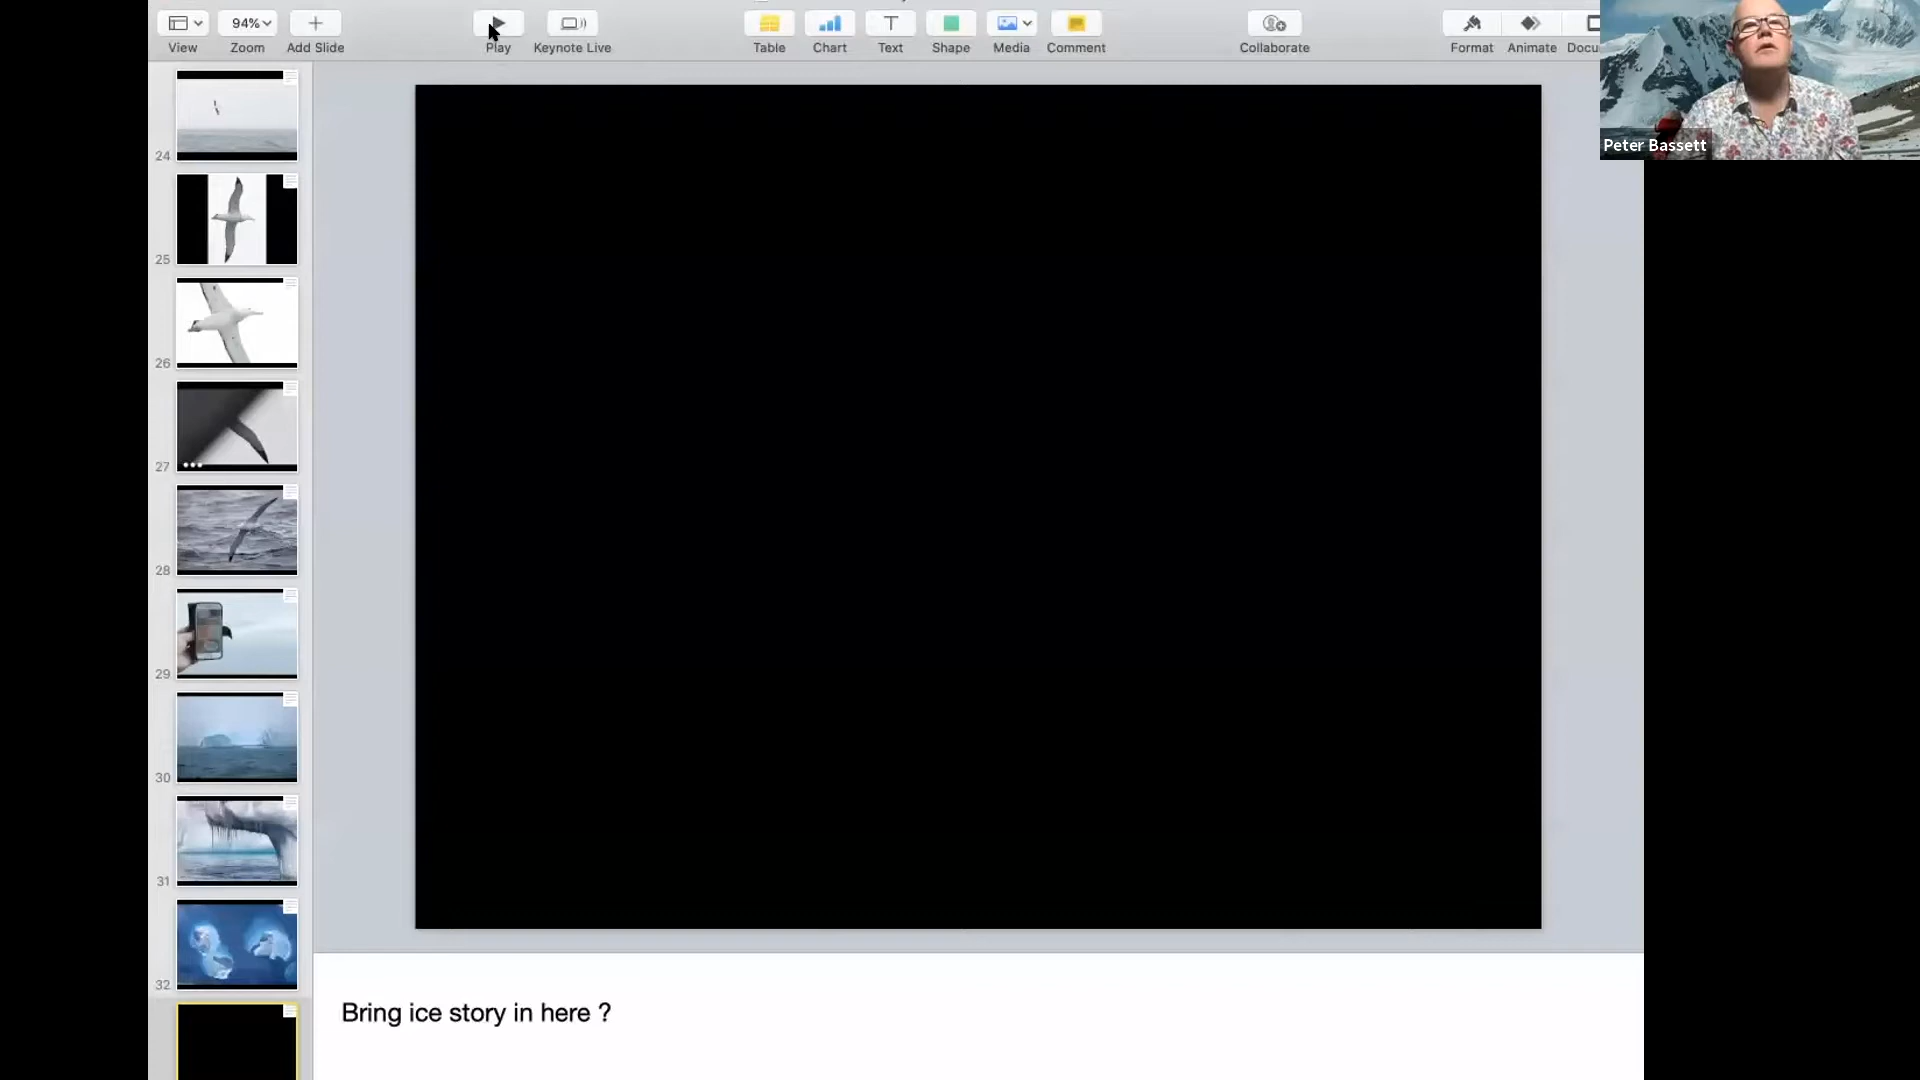 94%
View
Zoom
Add Slide
Play
Keynote Live
Table
Chart
Text
Shape
Media
Comment
Collaborate
Format
Animate
Docu
Peter Bassett
24
25
26
27
28
29
30
31
32
Bring ice story in here ?